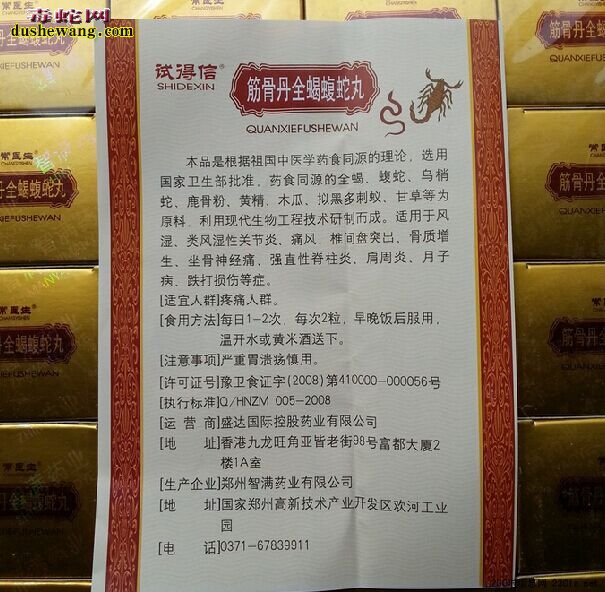 毒蛇网
dushewang.com
试得信®
SHIDEXIN
筋骨丹全蝎蝮蛇丸
QUANXIEFUSHEWAN
本品是根据祖国中医学药食同源的理论，选用
国家卫生部批准，药食同源的全蝎、蝮蛇、乌梢
蛇、鹿骨粉、黄精、木瓜、拟黑多刺蚁、甘草等为
原料，利用现代生物工程技术研制而成。适用于风
湿、类风湿性关节炎、痛风、椎间盘突出、骨质增
生、坐骨神经痛、强直性脊柱炎、肩周炎、月子
病、跌打损伤等症。
[适宜人群]疼痛人群。
[食用方法]每日1-2次，每次2粒，早晚饭后服用，
温开水或黄米酒送下。
[注意事项]严重胃溃疡慎用。
[许可证号]豫卫食证字(2008)第410000-000056号
[执行标准]Q/HNZV 005-2008
[运 营 商]盛达国际控股药业有限公司
[地 址]香港九龙旺角亚皆老街98号富都大厦2
楼1A室
[生产企业]郑州智满药业有限公司
[地 址]国家郑州高新技术产业开发区欢河工业
园
[电 话]0371-67839911
QUANXIEFUSHEWAN
常医生®
CHANGYISHEN
筋骨丹全蝎蝮蛇丸
QUANXIEFUSHEWAN
常医生®
CHANGYISHEN
筋骨丹全蝎蝮蛇丸
常医生